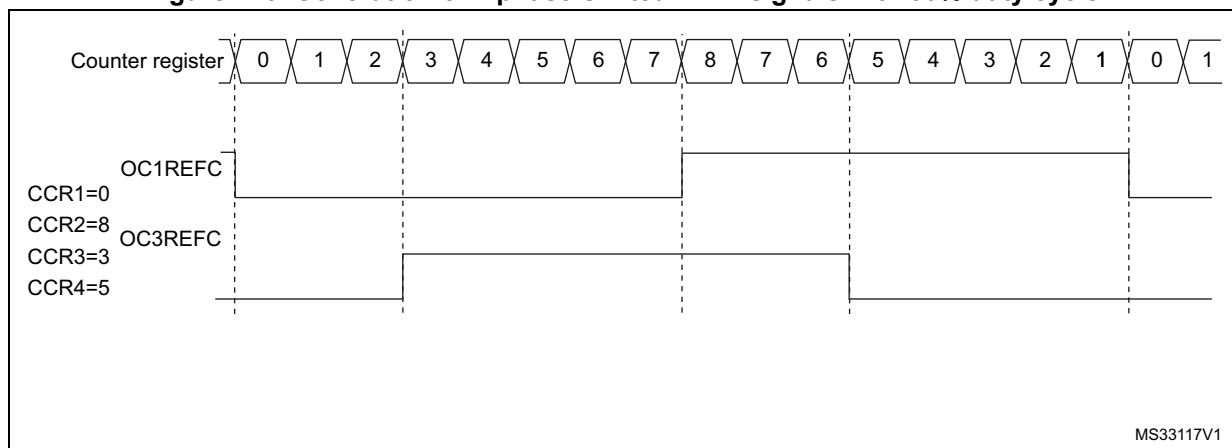 Counter register 0 1 2 3 4 5 6 7 8 7 6 5 4 3 2 1 0 1
OC1REFC
CCR1=0
CCR2=8
OC3REFC
CCR3=3
CCR4=5
MS33117V1